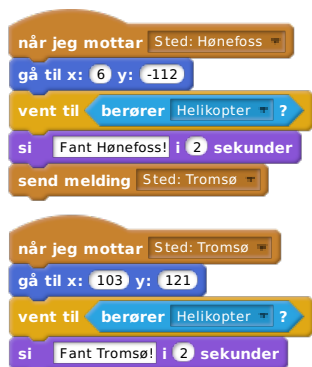 når jeg mottar Sted: Hønefoss
gå til x: 6 y: -112
vent til berører Helikopter ?
si Fant Hønefoss! i 2 sekunder
send melding Sted: Tromsø
når jeg mottar Sted: Tromsø
gå til x: 103 y: 121
vent til berører Helikopter ?
si Fant Tromsø! i 2 sekunder